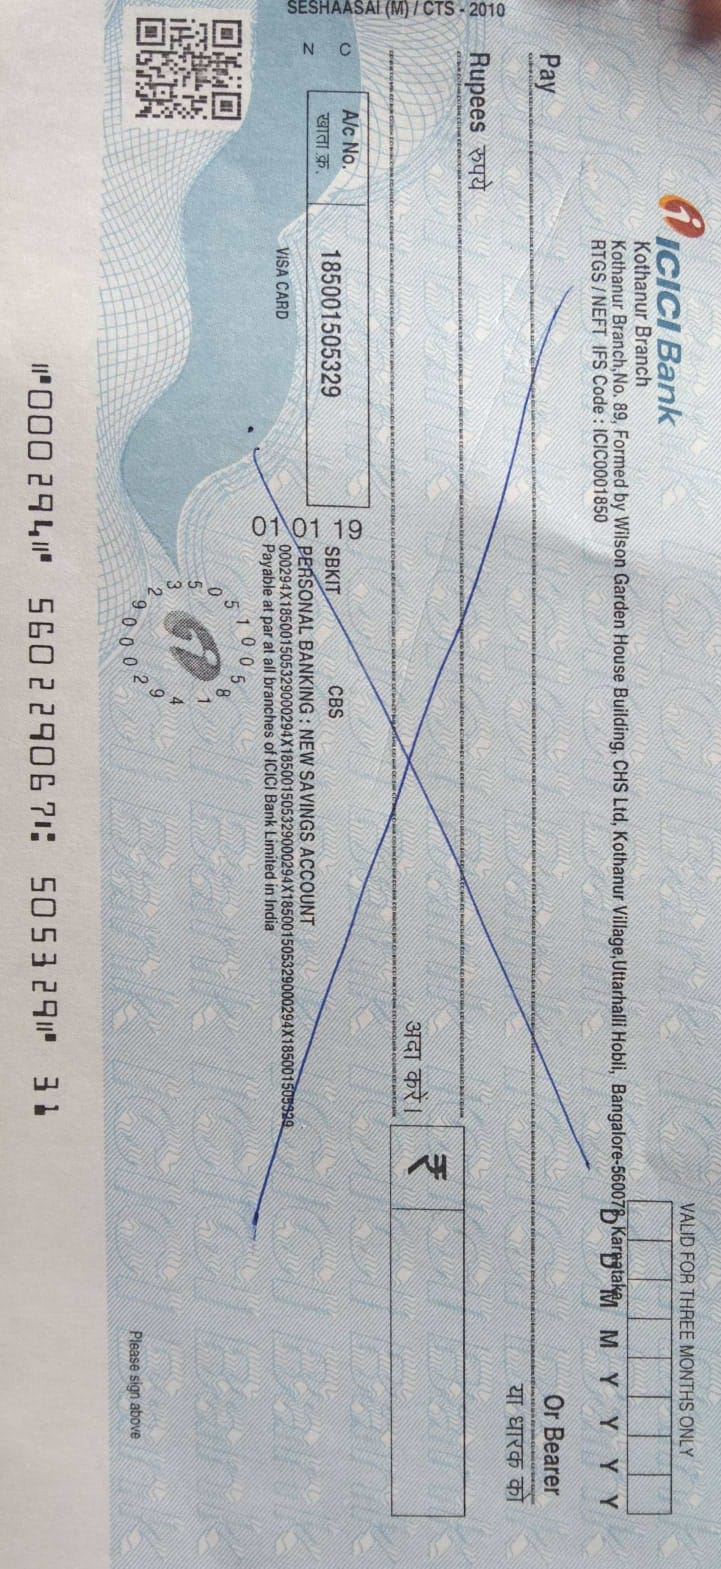 ICICI Bank
VALID FOR THREE MONTHS ONLY
Kothanur Branch
Kothanur Branch,No. 89, Formed by Wilson Garden House Building, CHS Ltd, Kothanur Village,Uttarhalli Hobli, Bangalore-560078, Karnataka,
RTGS / NEFT IFS Code : ICIC0001850
D D M M Y Y Y Y
Pay
Or Bearer
या धारक को
Rupees रुपये
अदा करें।
₹
A/c No.
खाता क्र.
185001505329
N C
VISA CARD
SESHAASAI (M) / CTS - 2010
01 01 19
SBKIT CBS
PERSONAL BANKING : NEW SAVINGS ACCOUNT
000294X185001505329000294X185001505329000294X185001505329000294X185001505329
Payable at par at all branches of ICICI Bank Limited in India
Please sign above
⑈000294⑈ 560229067⑆ 505329⑈ 31